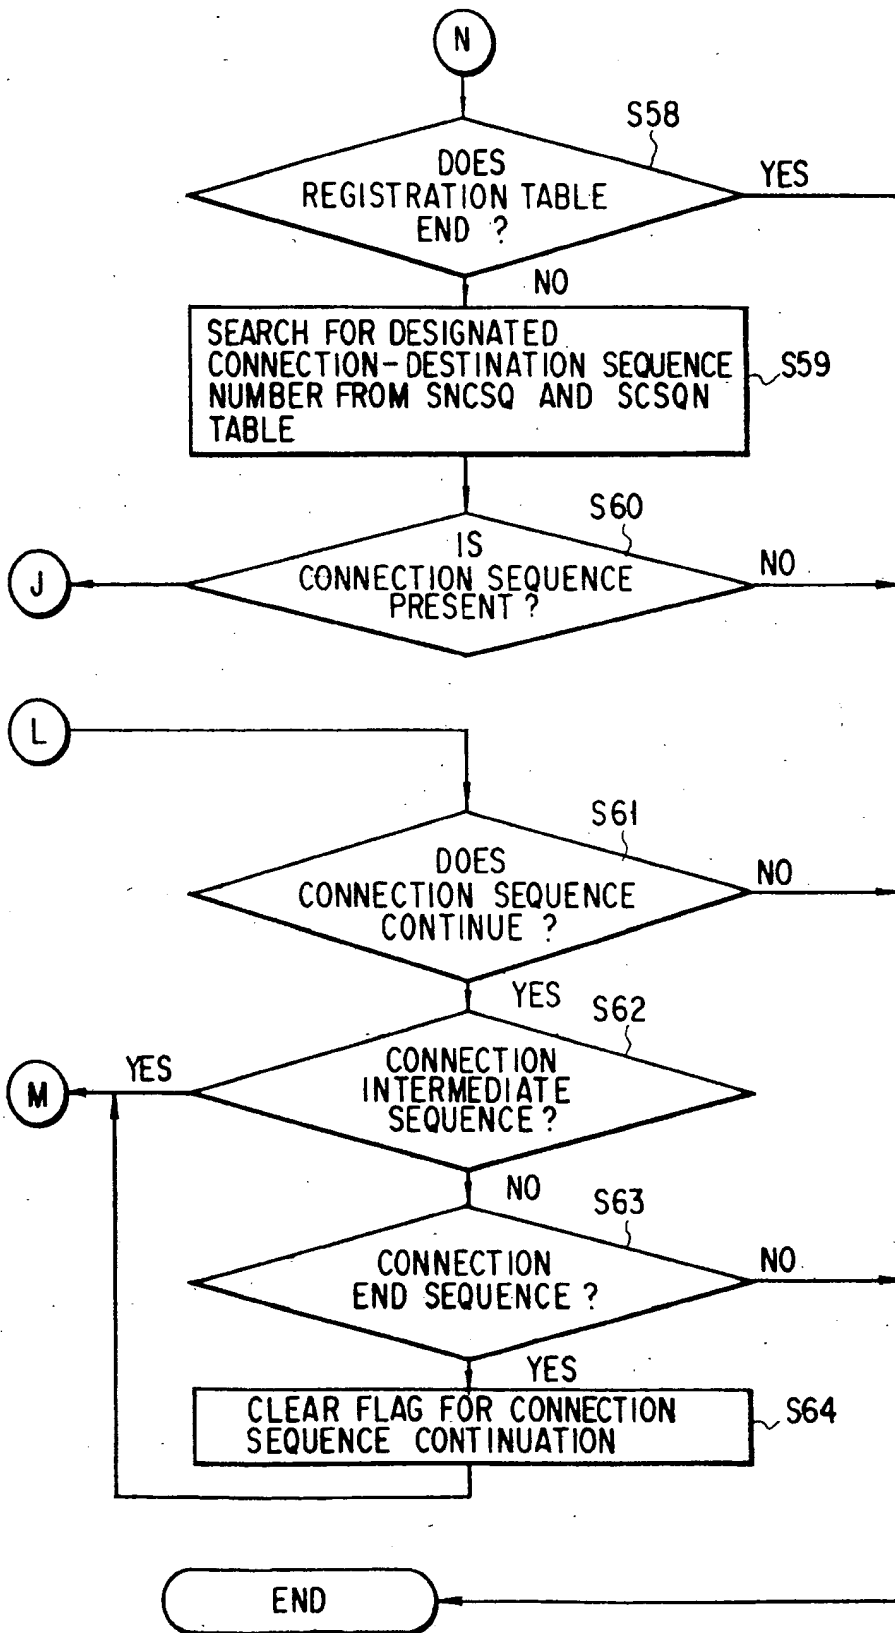 N
S58
DOES
REGISTRATION TABLE
END ?
YES
NO
SEARCH FOR DESIGNATED
CONNECTION-DESTINATION SEQUENCE
NUMBER FROM SNCSQ AND SCSQN
TABLE
S59
S60
IS
CONNECTION SEQUENCE
PRESENT ?
NO
J
L
S61
DOES
CONNECTION SEQUENCE
CONTINUE ?
NO
YES
S62
CONNECTION
INTERMEDIATE
SEQUENCE ?
YES
M
NO
S63
CONNECTION
END SEQUENCE ?
NO
YES
CLEAR FLAG FOR CONNECTION
SEQUENCE CONTINUATION
S64
END